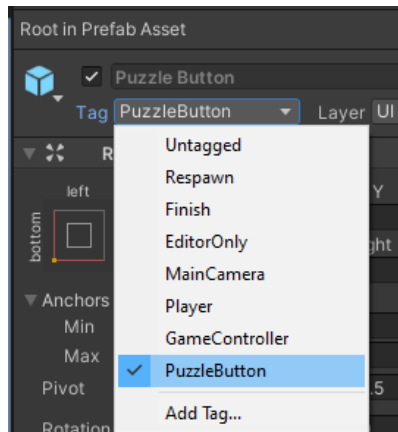 Root in Prefab Asset
Puzzle Button
Tag PuzzleButton Layer UI
R
Untagged
left
Respawn
Y
bottom
Finish
EditorOnly
ght
MainCamera
Anchors
Player
Min
GameController
Max
PuzzleButton
Pivot
.5
Add Tag...
Rotation